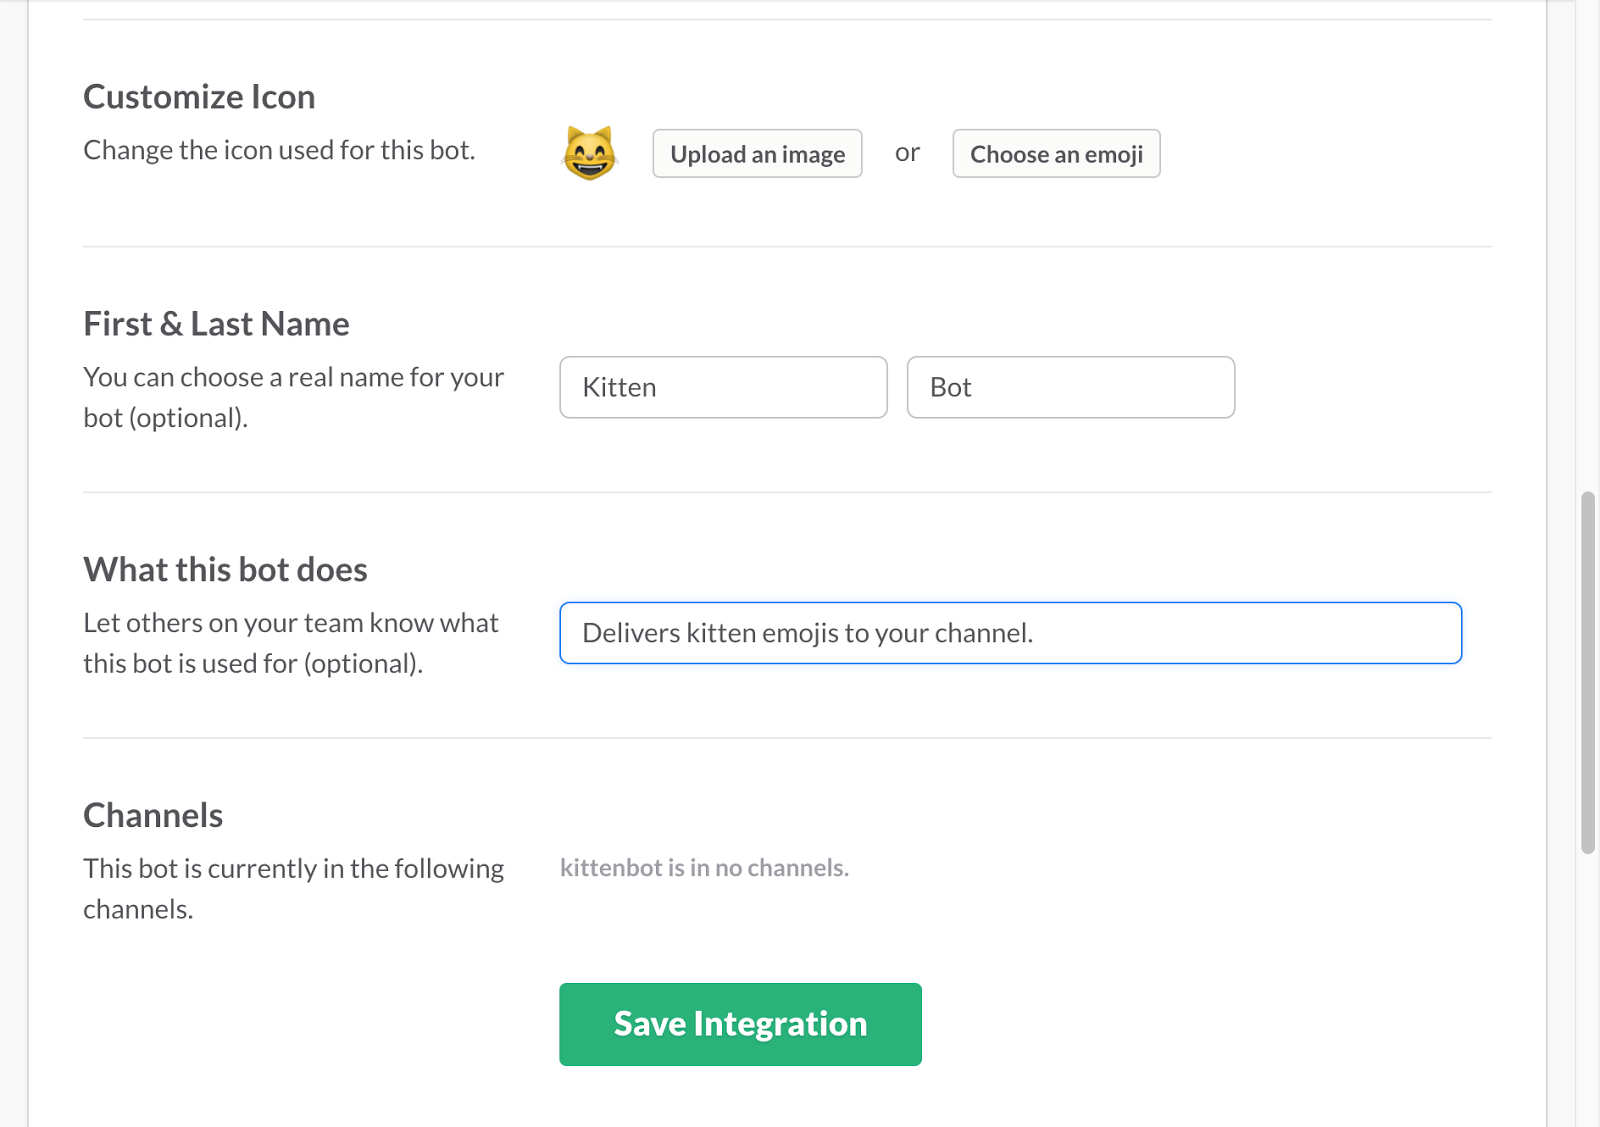 Customize Icon
Change the icon used for this bot.
Upload an image
or
Choose an emoji
First & Last Name
You can choose a real name for your
bot (optional).
Kitten
Bot
What this bot does
Let others on your team know what
this bot is used for (optional).
Delivers kitten emojis to your channel.
Channels
This bot is currently in the following
channels.
kittenbot is in no channels.
Save Integration